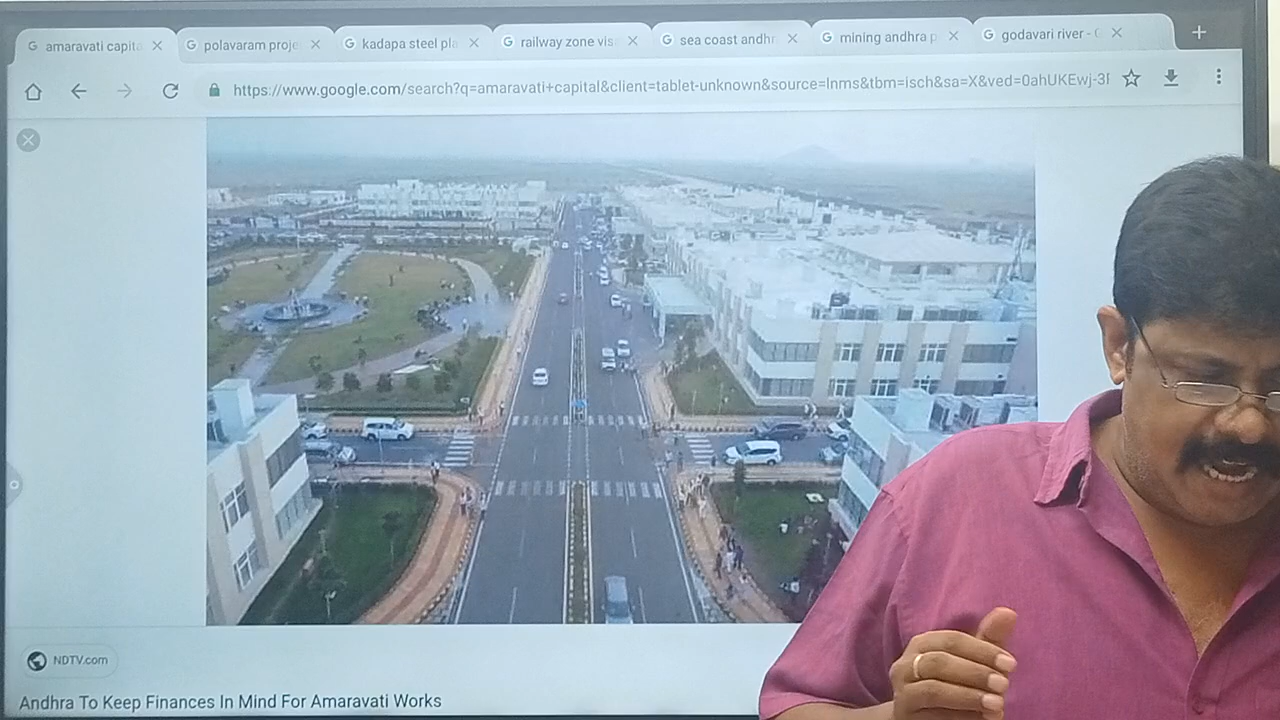 amaravati capita
polavaram proje
kadapa steel pla
railway zone vis
sea coast andhr
mining andhra p
godavari river -
https://www.google.com/search?q=amaravati+capital&client=tablet-unknown&source=lnms&tbm=isch&sa=X&ved=0ahUKEwj-3
NDTV.com
Andhra To Keep Finances In Mind For Amaravati Works